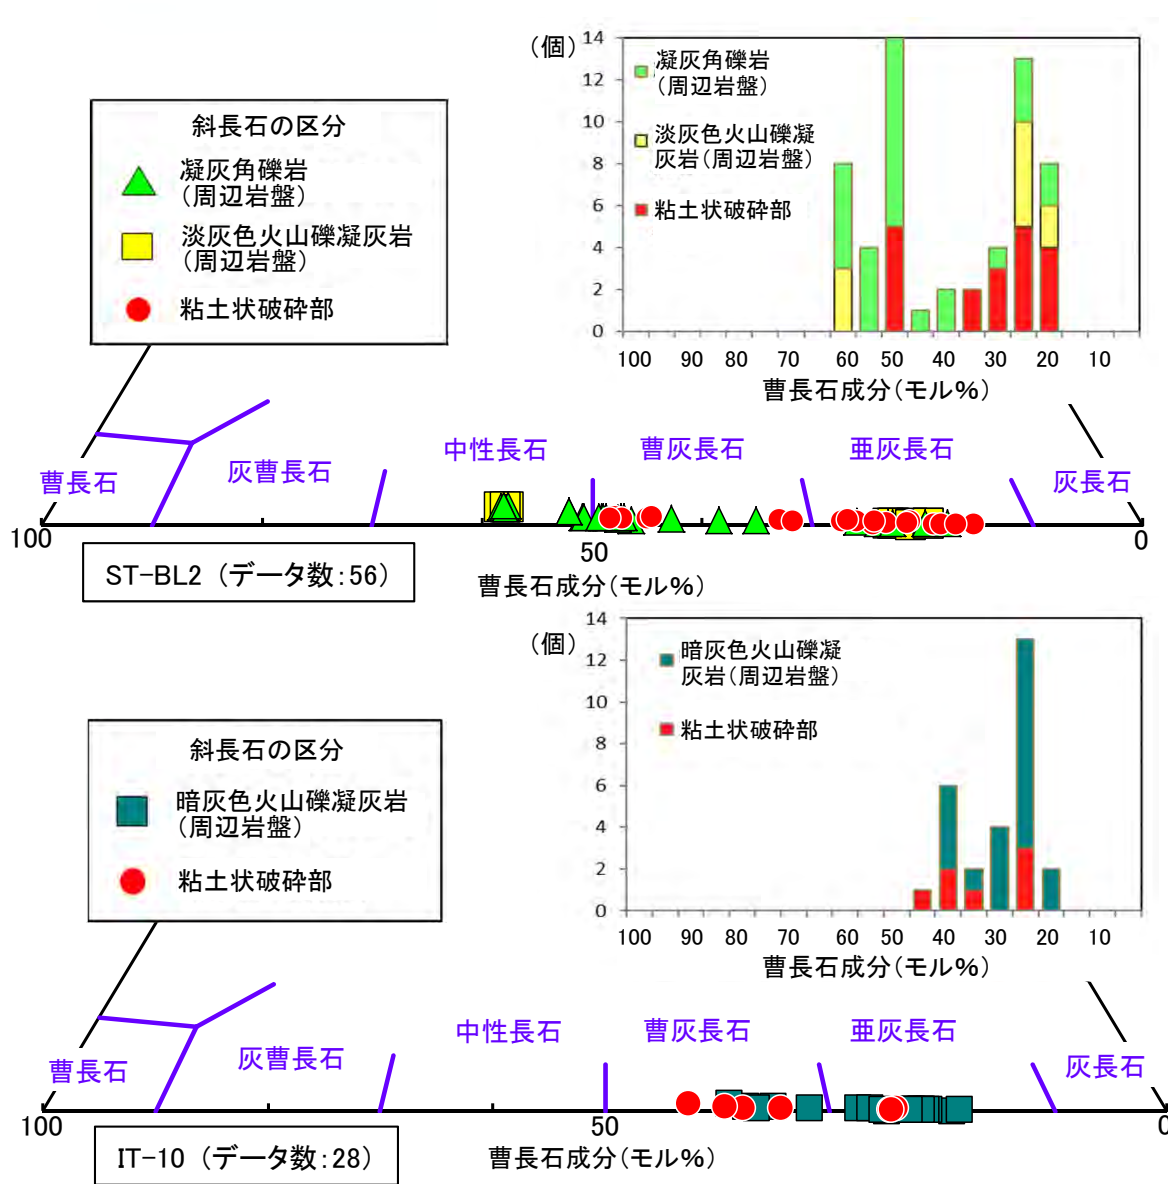 斜長石の区分
凝灰角礫岩
(周辺岩盤)
淡灰色火山礫凝灰岩
(周辺岩盤)
粘土状破砕部
(個)
14
12
10
8
6
4
2
0
凝灰角礫岩
(周辺岩盤)
淡灰色火山礫凝
灰岩(周辺岩盤)
粘土状破砕部
100 90 80 70 60 50 40 30 20 10
曹長石成分(モル%)
曹長石 灰曹長石 中性長石 曹灰長石 亜灰長石 灰長石
100 50 0
曹長石成分(モル%)
ST-BL2 (データ数:56)
(個)
14
12
10
8
6
4
2
0
暗灰色火山礫凝
灰岩(周辺岩盤)
粘土状破砕部
100 90 80 70 60 50 40 30 20 10
曹長石成分(モル%)
斜長石の区分
暗灰色火山礫凝灰岩
(周辺岩盤)
粘土状破砕部
曹長石 灰曹長石 中性長石 曹灰長石 亜灰長石 灰長石
100 50 0
曹長石成分(モル%)
IT-10 (データ数:28)